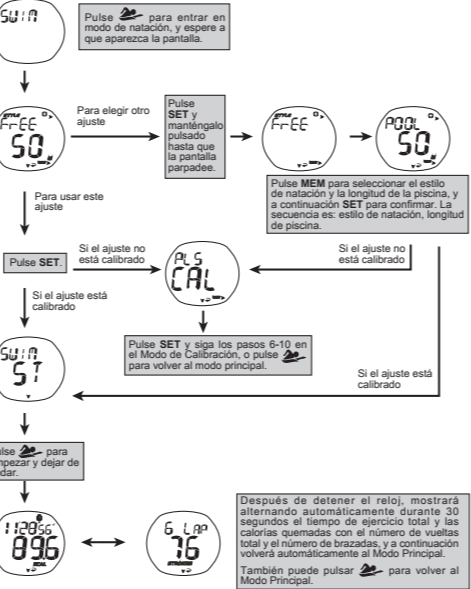 SWIM
Pulse para entrar en
modo de natación, y espere a
que aparezca la pantalla.
STYLE
FrEE
50
Para elegir otro
ajuste
Pulse
SET y
manténgalo
pulsado
hasta que
la pantalla
parpadee.
STYLE
FrEE
POOL
50
Pulse MEM para seleccionar el estilo
de natación y la longitud de la piscina, y
a continuación SET para confirmar. La
secuencia es: estilo de natación, longitud
de piscina.
Para usar este
ajuste
Pulse SET.
Si el ajuste no
está calibrado
PLS
CAL
Si el ajuste no
está calibrado
Si el ajuste está
calibrado
Pulse SET y siga los pasos 6-10 en
el Modo de Calibración, o pulse
para volver al modo principal.
SWIM
ST
Si el ajuste está
calibrado
para
empezar y dejar de
89.6
KCAL
6 LAP
76
STROKES
Después de detener el reloj, mostrará
alternando automáticamente durante 30
segundos el tiempo de ejercicio total y las
calorías quemadas con el número de vueltas
total y el número de brazadas, y a continuación
volverá automáticamente al Modo Principal.
También puede pulsar para volver al
Modo Principal.